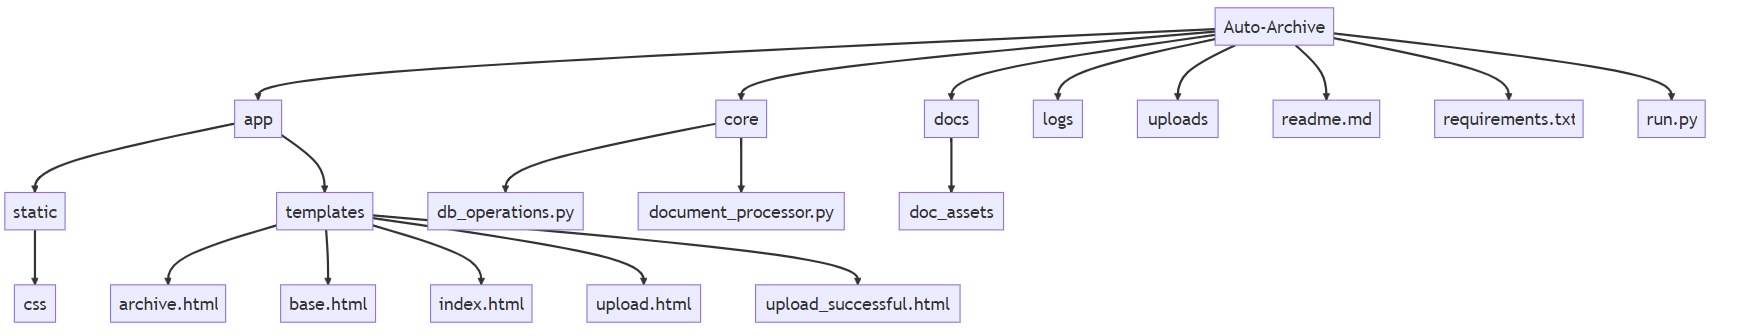 Auto-Archive
app
core
docs
logs
uploads
readme.md
requirements.txt
run.py
static
templates
db_operations.py
document_processor.py
doc_assets
css
archive.html
base.html
index.html
upload.html
upload_successful.html